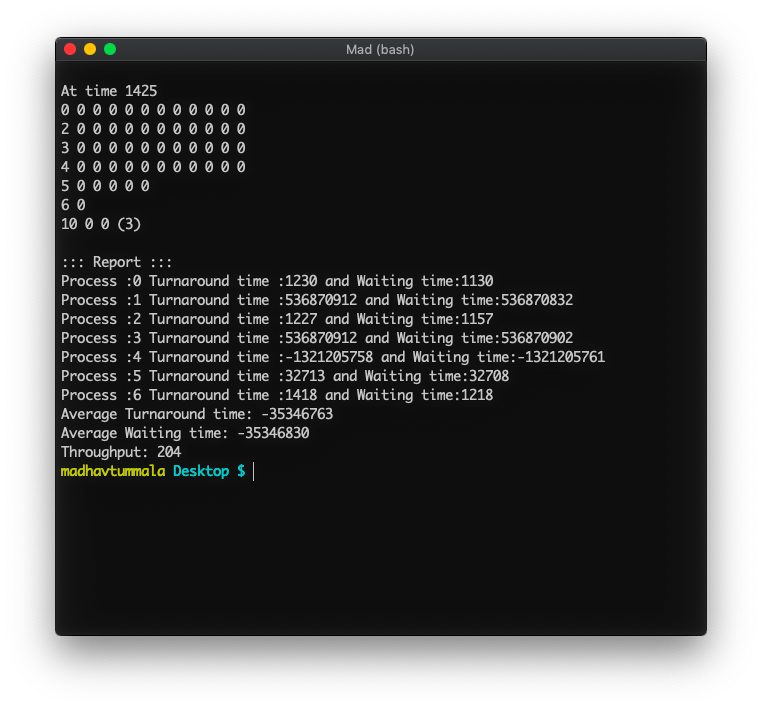 Mad (bash)
At time 1425
0 0 0 0 0 0 0 0 0 0 0 0
2 0 0 0 0 0 0 0 0 0 0 0
3 0 0 0 0 0 0 0 0 0 0 0
4 0 0 0 0 0 0 0 0 0 0 0
5 0 0 0 0 0
6 0
10 0 0 (3)
::: Report :::
Process :0 Turnaround time :1230 and Waiting time:1130
Process :1 Turnaround time :536870912 and Waiting time:536870832
Process :2 Turnaround time :1227 and Waiting time:1157
Process :3 Turnaround time :536870912 and Waiting time:536870902
Process :4 Turnaround time :-1321205758 and Waiting time:-1321205761
Process :5 Turnaround time :32713 and Waiting time:32708
Process :6 Turnaround time :1418 and Waiting time:1218
Average Turnaround time: -35346763
Average Waiting time: -35346830
Throughput: 204
madhavtummala Desktop $